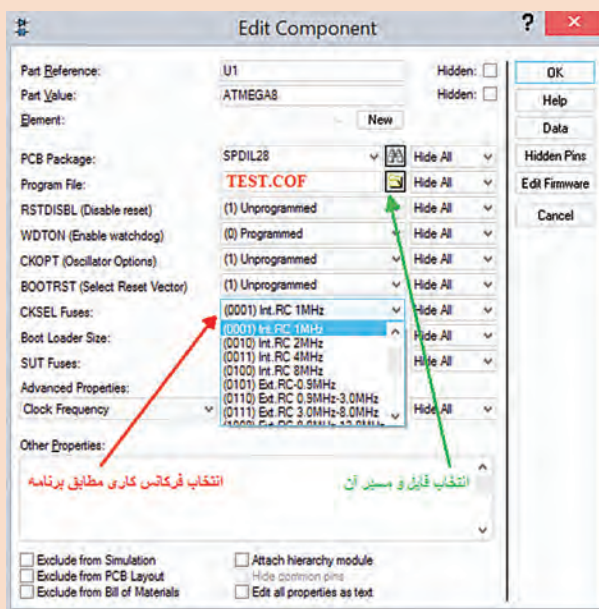 Edit Component
?
×
Part Reference: U1 Hidden:
Part Value: ATMEGA8 Hidden:
Element: New
PCB Package: SPDIL28 Hide All
Program File: TEST.COF Hide All
RSTDISBL (Disable reset) (1) Unprogrammed Hide All
WDTON (Enable watchdog) (0) Programmed Hide All
CKOPT (Oscillator Options) (1) Unprogrammed Hide All
BOOTRST (Select Reset Vector) (1) Unprogrammed Hide All
CKSEL Fuses: (0001) Int.RC 1MHz Hide All
(0001) Int.RC 1MHz
(0010) Int.RC 2MHz
(0011) Int.RC 4MHz
(0100) Int.RC 8MHz
(0101) Ext.RC-0.9MHz
(0110) Ext.RC 0.9MHz-3.0MHz
(0111) Ext.RC 3.0MHz-8.0MHz
Boot Loader Size: Hide All
SUT Fuses: Hide All
Advanced Properties:
Clock Frequency Hide All
Other Properties:
انتخاب فرکانس کاری مطابق برنامه
انتخاب فایل و مسیر آن
Exclude from Simulation
Exclude from PCB Layout
Exclude from Bill of Materials
Attach hierarchy module
Hide common pins
Edit all properties as text
OK
Help
Data
Hidden Pins
Edit Firmware
Cancel